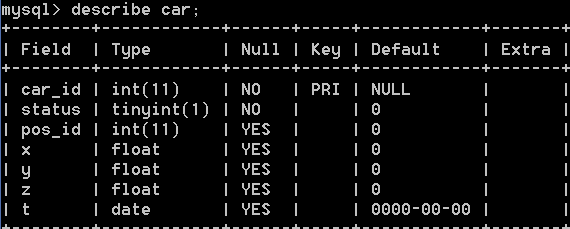 mysql> describe car;
+---------+------------+------+-----+------------+-------+
| Field   | Type       | Null | Key | Default    | Extra |
+---------+------------+------+-----+------------+-------+
| car_id  | int(11)    | NO   | PRI | NULL       |       |
| status  | tinyint(1) | NO   |     | 0          |       |
| pos_id  | int(11)    | YES  |     | 0          |       |
| x       | float      | YES  |     | 0          |       |
| y       | float      | YES  |     | 0          |       |
| z       | float      | YES  |     | 0          |       |
| t       | date       | YES  |     | 0000-00-00 |       |
+---------+------------+------+-----+------------+-------+